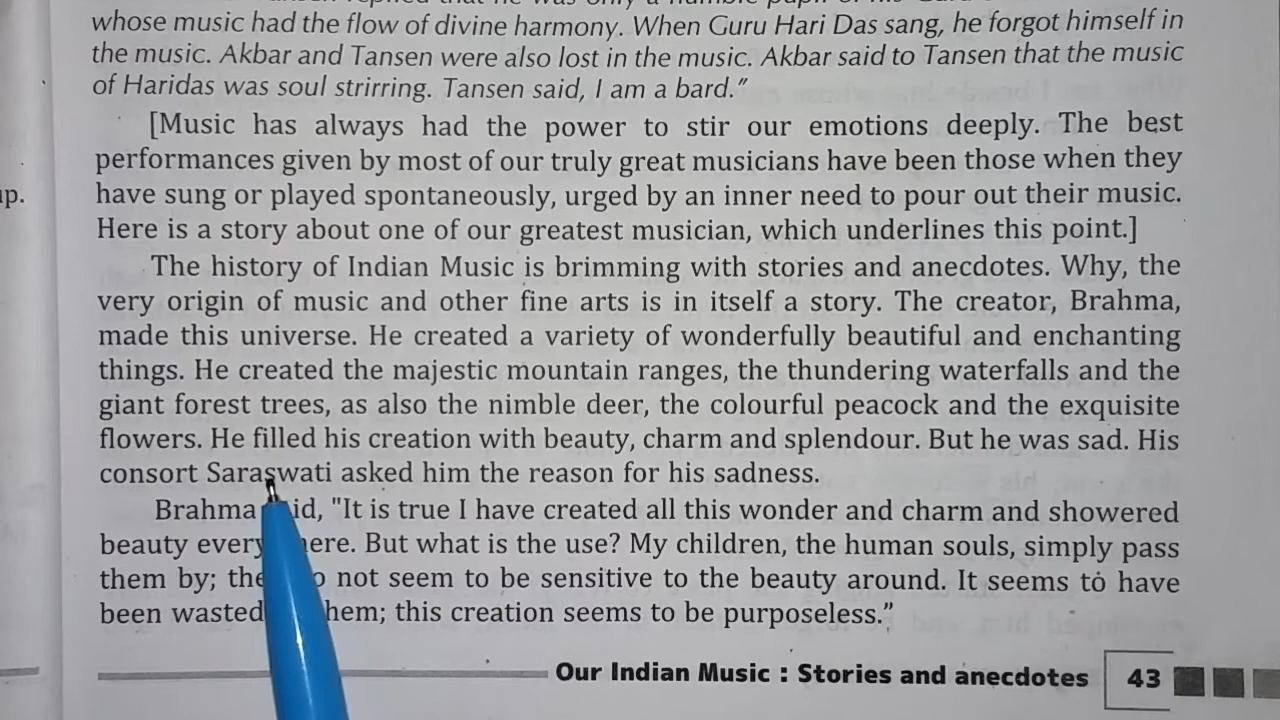 whose music had the flow of divine harmony. When Guru Hari Das sang, he forgot himself in
the music. Akbar and Tansen were also lost in the music. Akbar said to Tansen that the music
of Haridas was soul strirring. Tansen said, I am a bard.”
[Music has always had the power to stir our emotions deeply. The best
performances given by most of our truly great musicians have been those when they
have sung or played spontaneously, urged by an inner need to pour out their music.
Here is a story about one of our greatest musician, which underlines this point.]
The history of Indian Music is brimming with stories and anecdotes. Why, the
very origin of music and other fine arts is in itself a story. The creator, Brahma,
made this universe. He created a variety of wonderfully beautiful and enchanting
things. He created the majestic mountain ranges, the thundering waterfalls and the
giant forest trees, as also the nimble deer, the colourful peacock and the exquisite
flowers. He filled his creation with beauty, charm and splendour. But he was sad. His
consort Saraswati asked him the reason for his sadness.
Brahma "It is true I have created all this wonder and charm and showered
beauty But what is the use? My children, the human souls, simply pass
them by; not seem to be sensitive to the beauty around. It seems to have
been wasted this creation seems to be purposeless.”
Our Indian Music : Stories and anecdotes 43